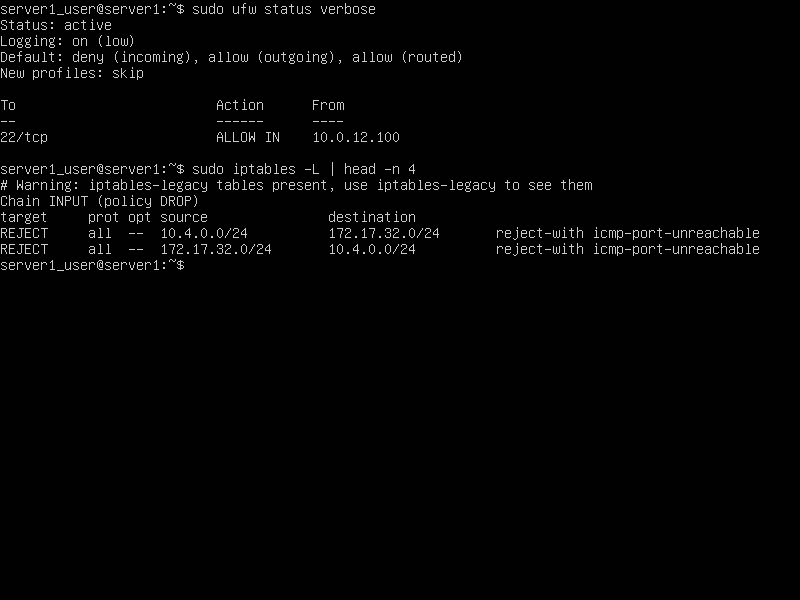 server1_user@server1:~$ sudo ufw status verbose
Status: active
Logging: on (low)
Default: deny (incoming), allow (outgoing), allow (routed)
New profiles: skip
To                         Action      From
--                         ------      ----
22/tcp                     ALLOW IN    10.0.12.100
server1_user@server1:~$ sudo iptables -L | head -n 4
# Warning: iptables-legacy tables present, use iptables-legacy to see them
Chain INPUT (policy DROP)
target     prot opt source               destination
REJECT     all  --  10.4.0.0/24          172.17.32.0/24       reject-with icmp-port-unreachable
REJECT     all  --  172.17.32.0/24       10.4.0.0/24          reject-with icmp-port-unreachable
server1_user@server1:~$